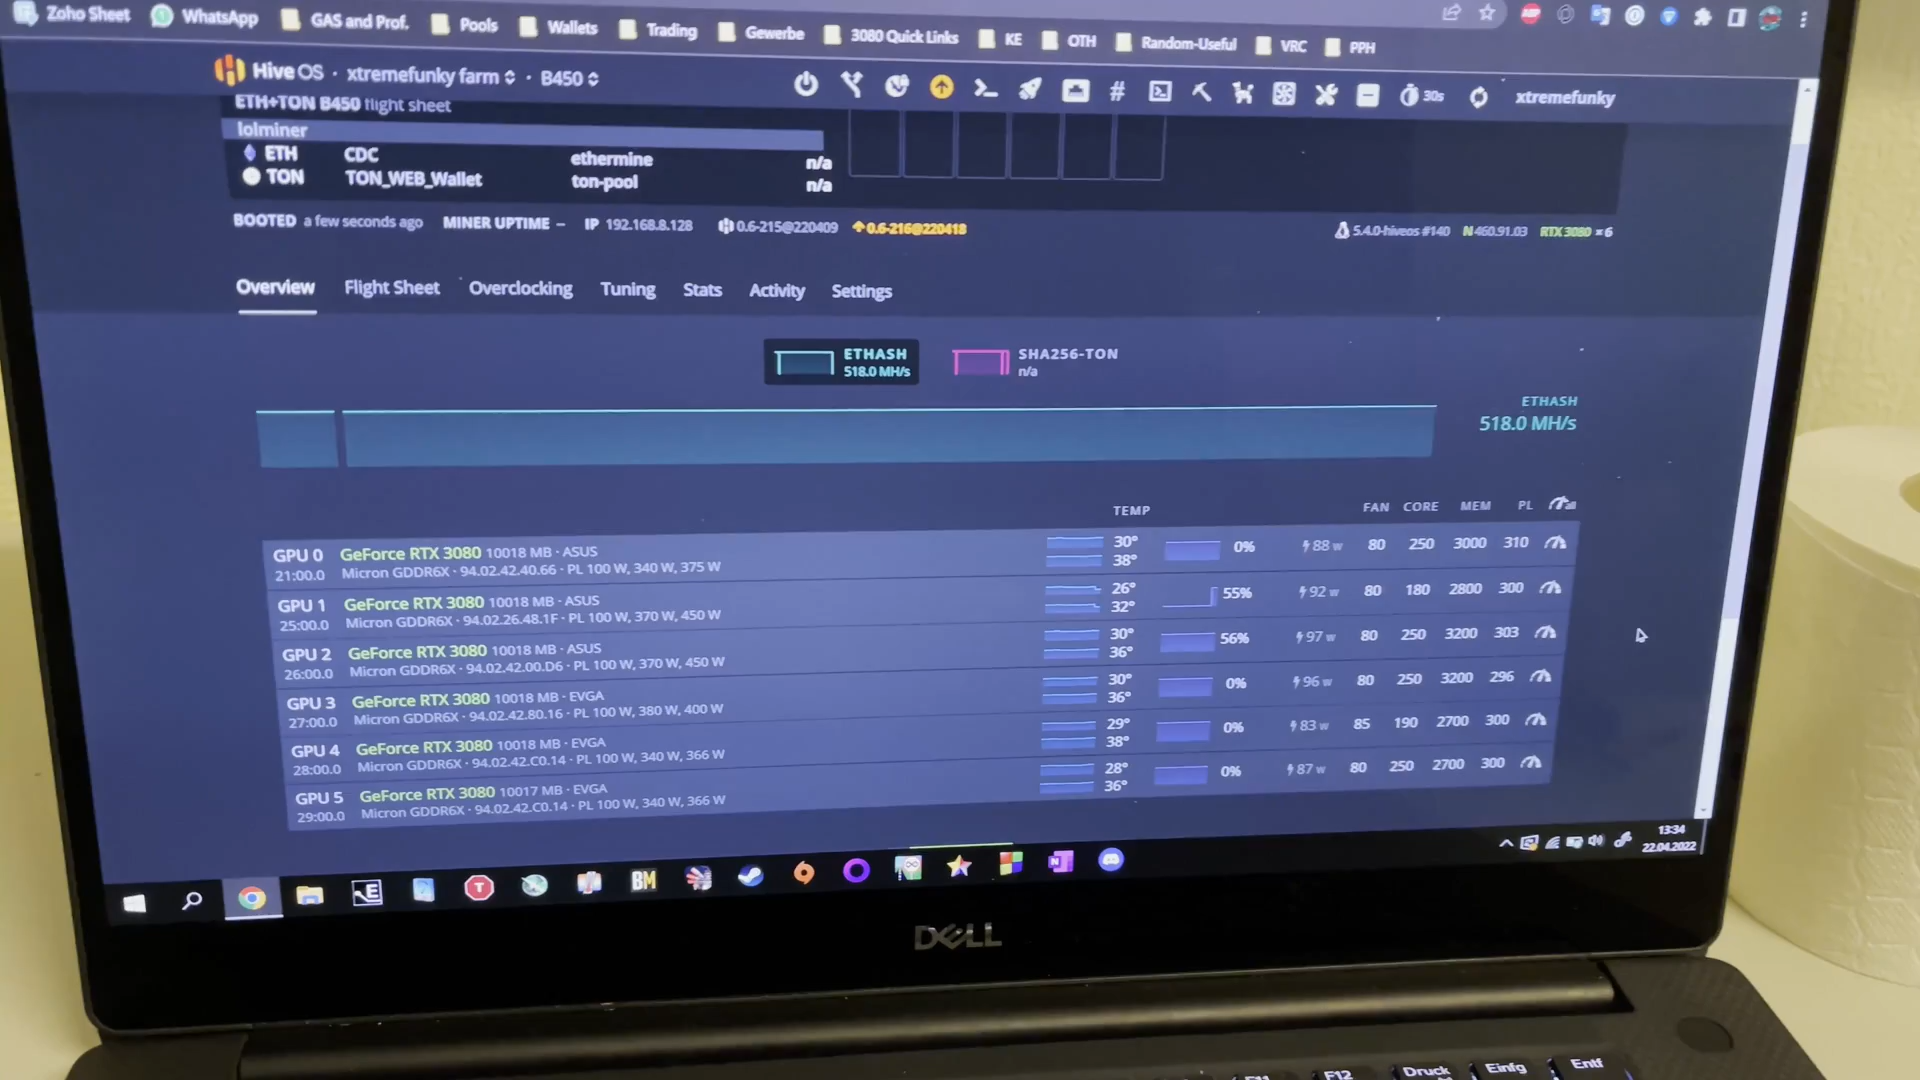 Zoho Sheet WhatsApp GAS and Prof. Pools Wallets Trading Gewerbe 3080 Quick Links KE OTH Random-Useful VRC PPH
Hive OS · xtremefunky farm · B450 # 30s xtremefunky
ETH+TON B450 flight sheet
lolminer
ETH CDC ethermine n/a
TON TON_WEB_Wallet ton-pool n/a
BOOTED a few seconds ago MINER UPTIME – IP 192.168.8.128 0.6-215@220409 0.6-216@220418 5.4.0-hiveos #140 N 460.91.03 RTX 3080 ×6
Overview Flight Sheet Overclocking Tuning Stats Activity Settings
ETHASH
518.0 MH/s
SHA256-TON
n/a
ETHASH
518.0 MH/s
TEMP FAN CORE MEM PL
GPU 0 GeForce RTX 3080 10018 MB · ASUS 30° 0% 88 w 80 250 3000 310
21:00.0 Micron GDDR6X · 94.02.42.40.66 · PL 100 W, 340 W, 375 W 38°
GPU 1 GeForce RTX 3080 10018 MB · ASUS 26° 55% 92 w 80 180 2800 300
25:00.0 Micron GDDR6X · 94.02.26.48.1F · PL 100 W, 370 W, 450 W 32°
GPU 2 GeForce RTX 3080 10018 MB · ASUS 30° 56% 97 w 80 250 3200 303
26:00.0 Micron GDDR6X · 94.02.42.00.D6 · PL 100 W, 370 W, 450 W 36°
GPU 3 GeForce RTX 3080 10018 MB · EVGA 30° 0% 96 w 80 250 3200 296
27:00.0 Micron GDDR6X · 94.02.42.80.16 · PL 100 W, 380 W, 400 W 36°
GPU 4 GeForce RTX 3080 10018 MB · EVGA 29° 0% 83 w 85 190 2700 300
28:00.0 Micron GDDR6X · 94.02.42.C0.14 · PL 100 W, 340 W, 366 W 38°
GPU 5 GeForce RTX 3080 10017 MB · EVGA 28° 0% 87 w 80 250 2700 300
29:00.0 Micron GDDR6X · 94.02.42.C0.14 · PL 100 W, 340 W, 366 W 36°
13:34
22.04.2022
BM
DELL
F11 F12 Druck Einfg Entf